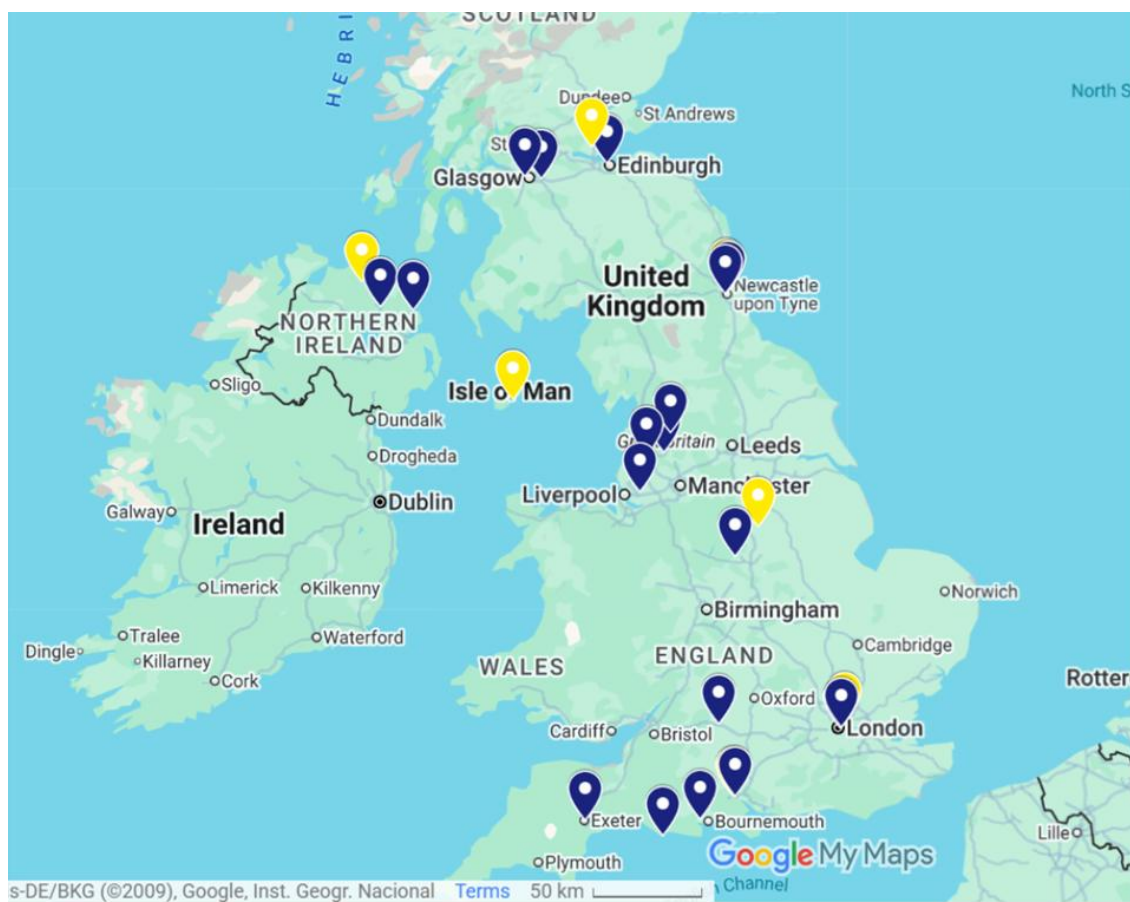 SCOTLAND
HEBRI
North S
Dundee
St Andrews
St
Edinburgh
Glasgow
United
Kingdom
Newcastle
upon Tyne
NORTHERN
IRELAND
Sligo
Isle of Man
Dundalk
Drogheda
Leeds
Liverpool
Dublin
Galway
Ireland
Limerick
Kilkenny
Norwich
Birmingham
Tralee
Waterford
Dingle
Killarney
Cambridge
WALES
ENGLAND
Cork
Rotter
Oxford
Cardiff
Bristol
London
Exeter
Bournemouth
Lille
Plymouth
Google My Maps
s-DE/BKG (©2009), Google, Inst. Geogr. Nacional Terms 50 km
Channel